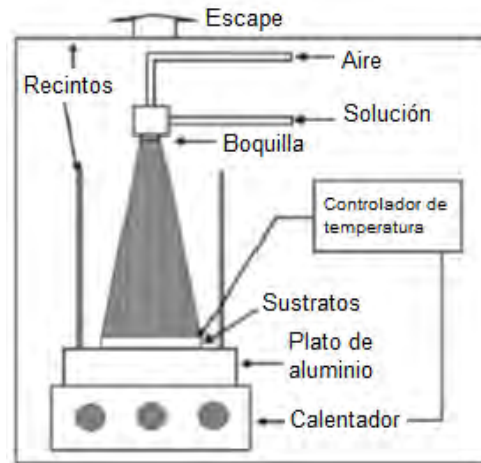 Escape
Aire
Recintos
Solución
Boquilla
Controlador de
temperatura
Sustratos
Plato de
aluminio
Calentador